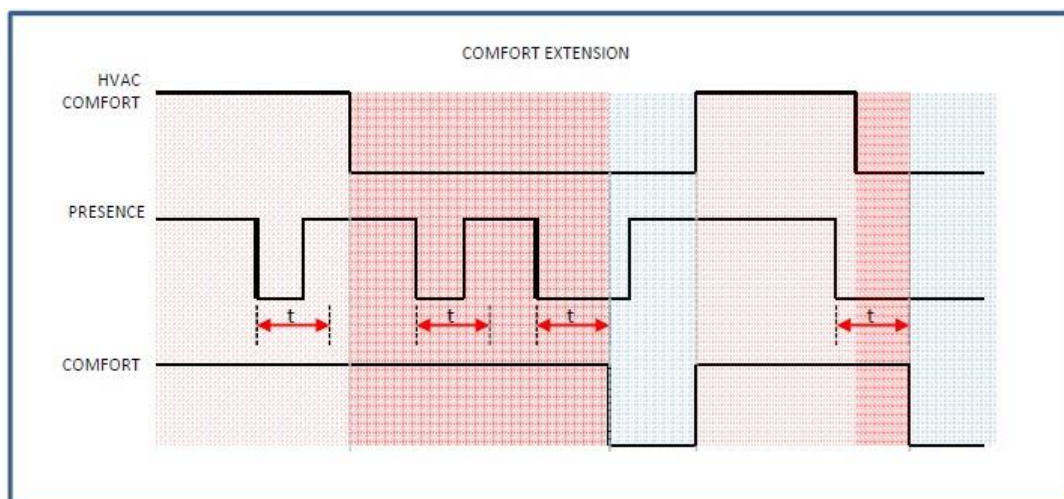 COMFORT EXTENSION
HVAC
COMFORT
PRESENCE
t
t
t
t
COMFORT